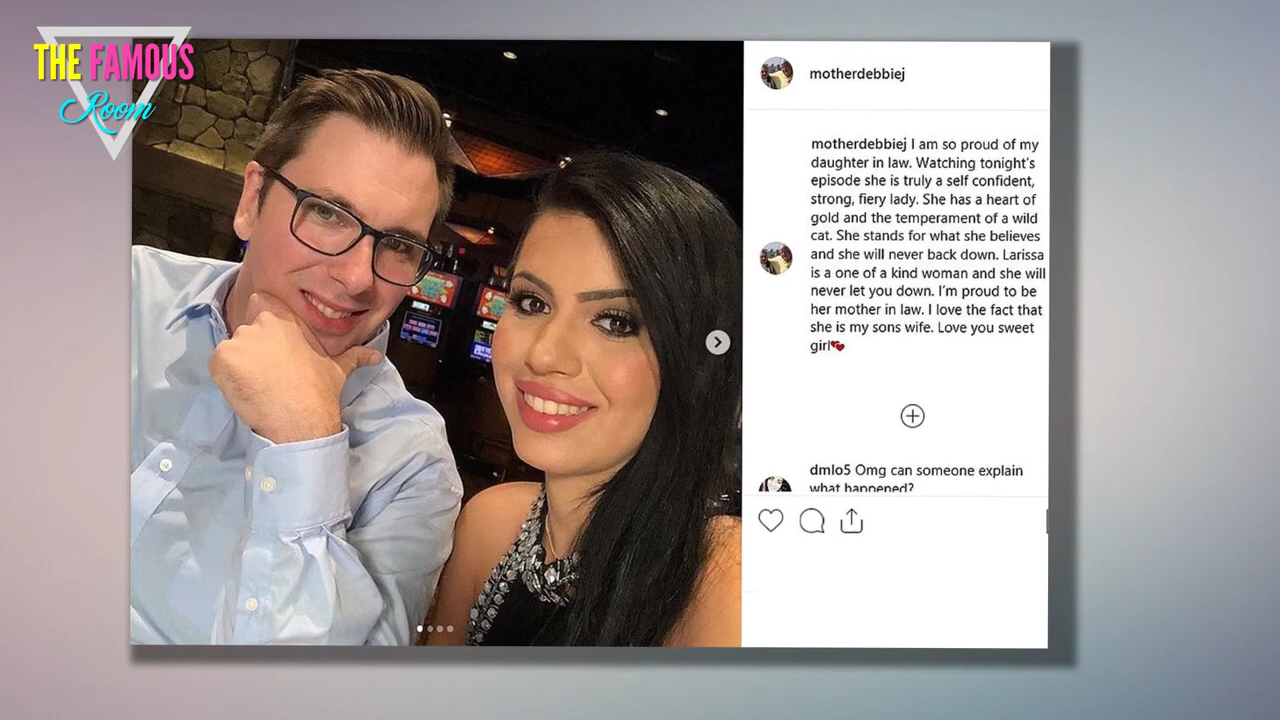 THE FAMOUS
Room
motherdebbiej
motherdebbiej I am so proud of my
daughter in law. Watching tonight's
episode she is truly a self confident,
strong, fiery lady. She has a heart of
gold and the temperament of a wild
cat. She stands for what she believes
and she will never back down. Larissa
is a one of a kind woman and she will
never let you down. I'm proud to be
her mother in law. I love the fact that
she is my sons wife. Love you sweet
girl
dmlo5 Omg can someone explain
what happened?